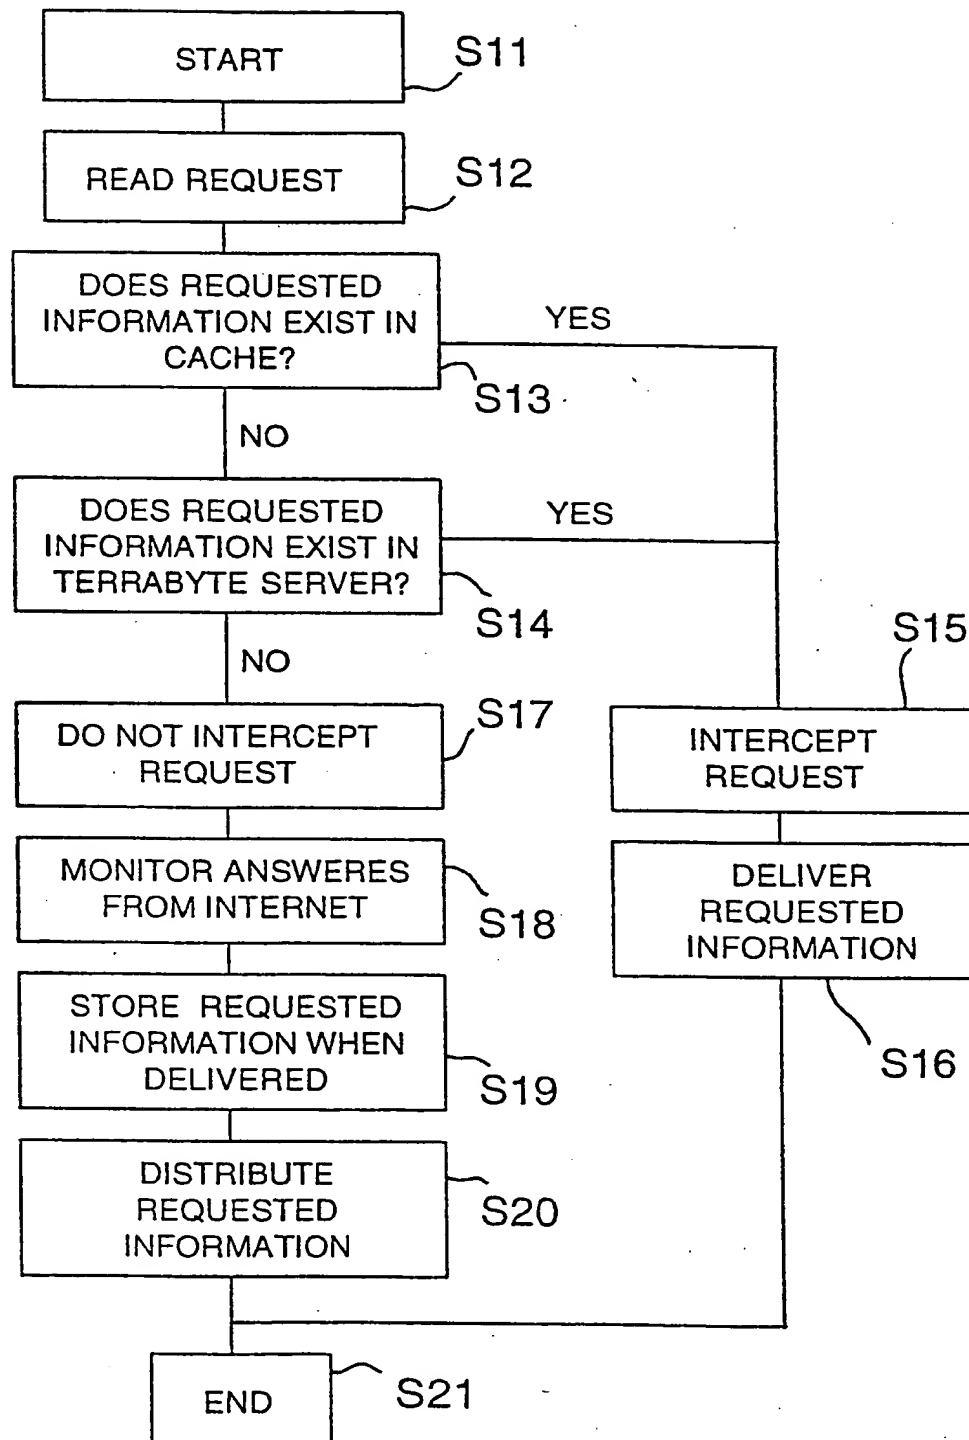 START
S11
READ REQUEST
S12
DOES REQUESTED
INFORMATION EXIST IN
CACHE?
YES
S13
NO
DOES REQUESTED
INFORMATION EXIST IN
TERRABYTE SERVER?
YES
S14
NO
S15
DO NOT INTERCEPT
REQUEST
S17
INTERCEPT
REQUEST
MONITOR ANSWERES
FROM INTERNET
S18
DELIVER
REQUESTED
INFORMATION
S16
STORE REQUESTED
INFORMATION WHEN
DELIVERED
S19
DISTRIBUTE
REQUESTED
INFORMATION
S20
END
S21